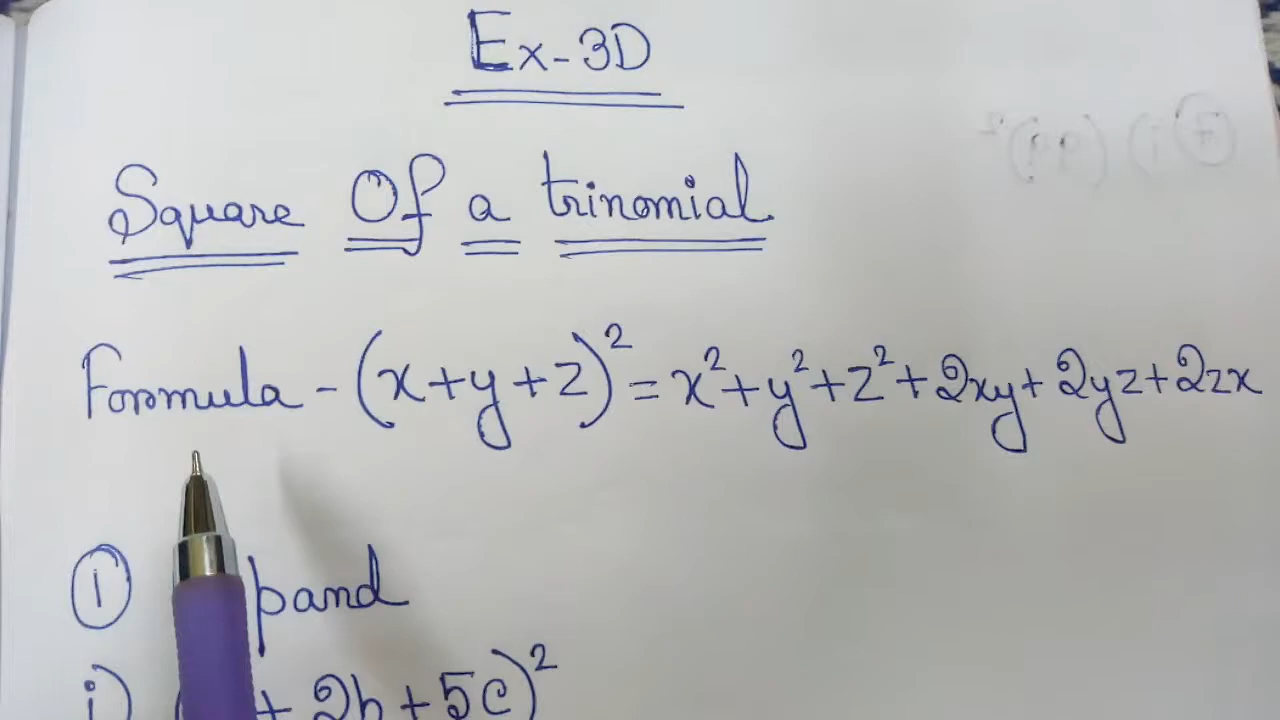 Ex-3D
Square Of a trinomial
Formula - (x+y+z)² = x²+y²+z²+2xy+2yz+2zx
① pand
i) + 2b + 5c)²